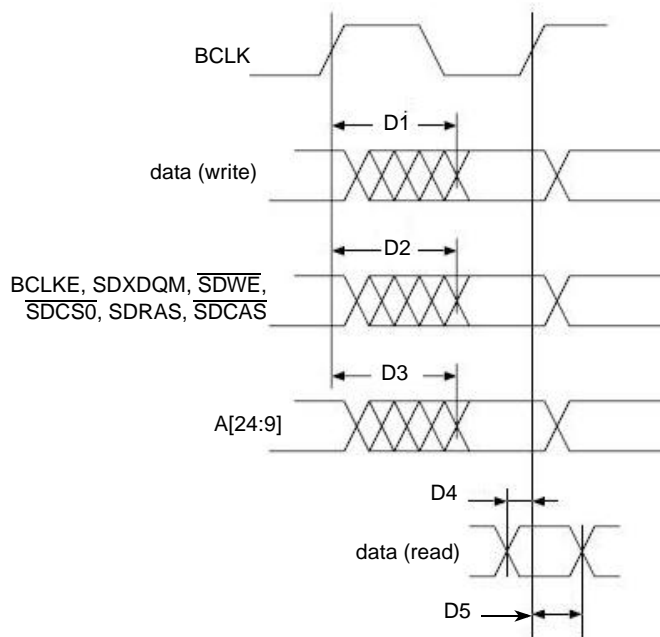 BCLK
D1
data (write)
D2
BCLKE, SDXDQM, SDWE,
SDCS0, SDRAS, SDCAS
D3
A[24:9]
D4
data (read)
D5